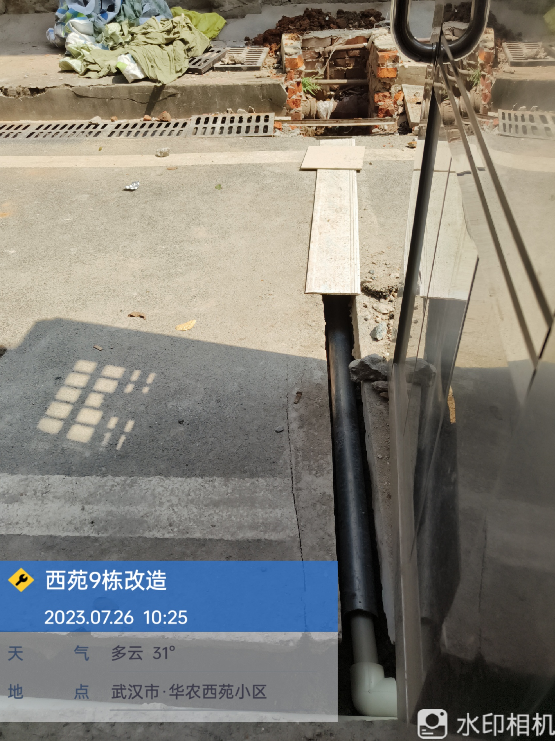 西苑9栋改造
2023.07.26 10:25
天 气 多云 31°
地 点 武汉市·华农西苑小区
水印相机